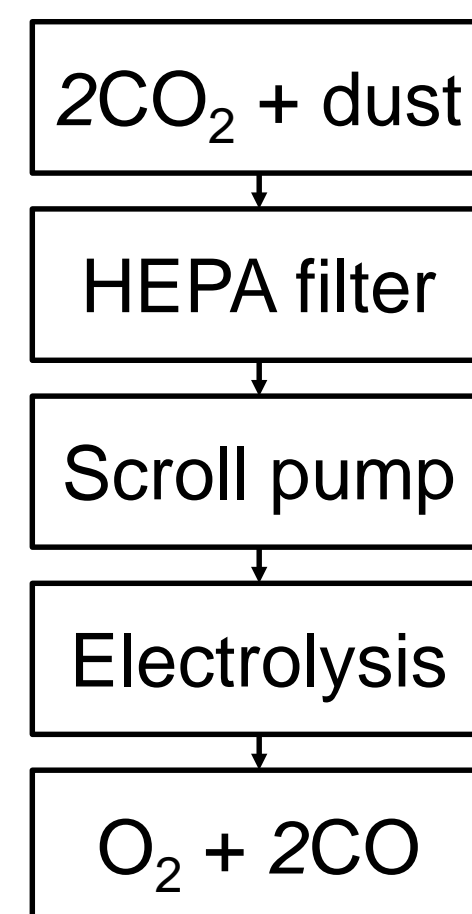 2CO₂ + dust
HEPA filter
Scroll pump
Electrolysis
O₂ + 2CO